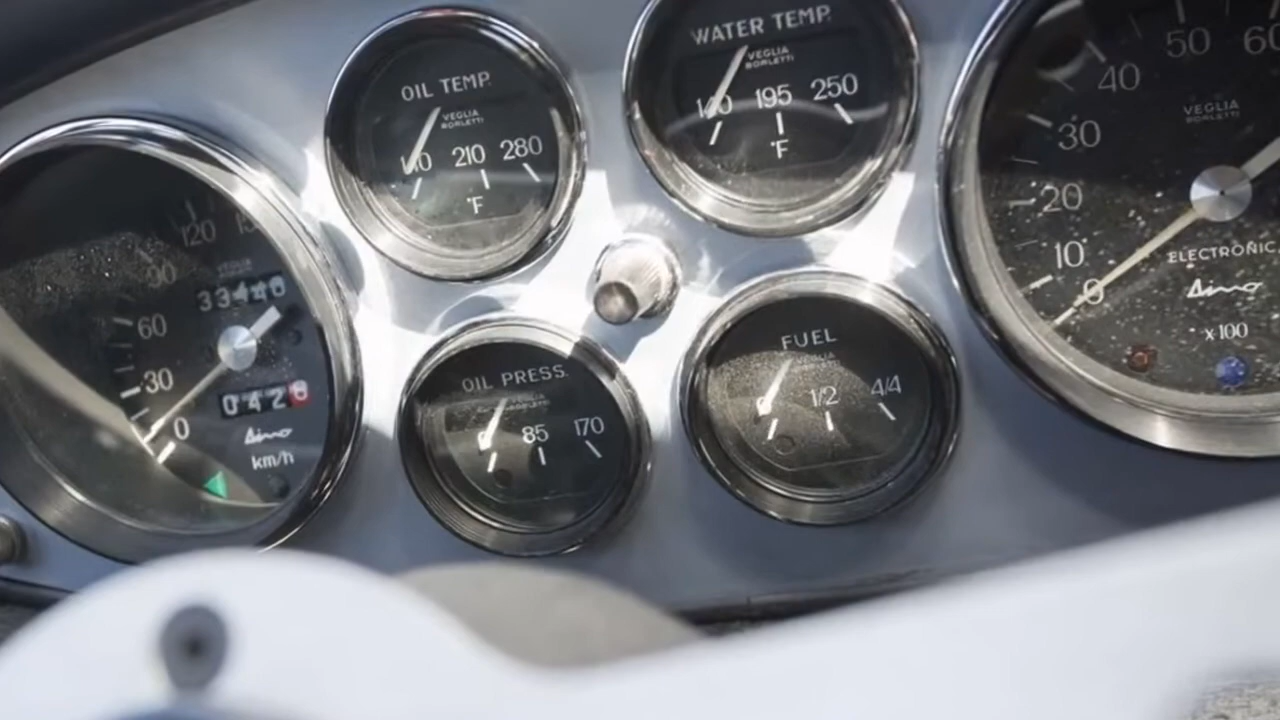 OIL TEMP.
VEGLIA
BORLETTI
210 280
°F
WATER TEMP.
VEGLIA
BORLETTI
140 195 250
°F
120
90
60
30
0
Dino
km/h
OIL PRESS.
85 170
FUEL
0 1/2 4/4
60
50
40
30
20
10
0
VEGLIA
BORLETTI
ELECTRONIC
Dino
x100